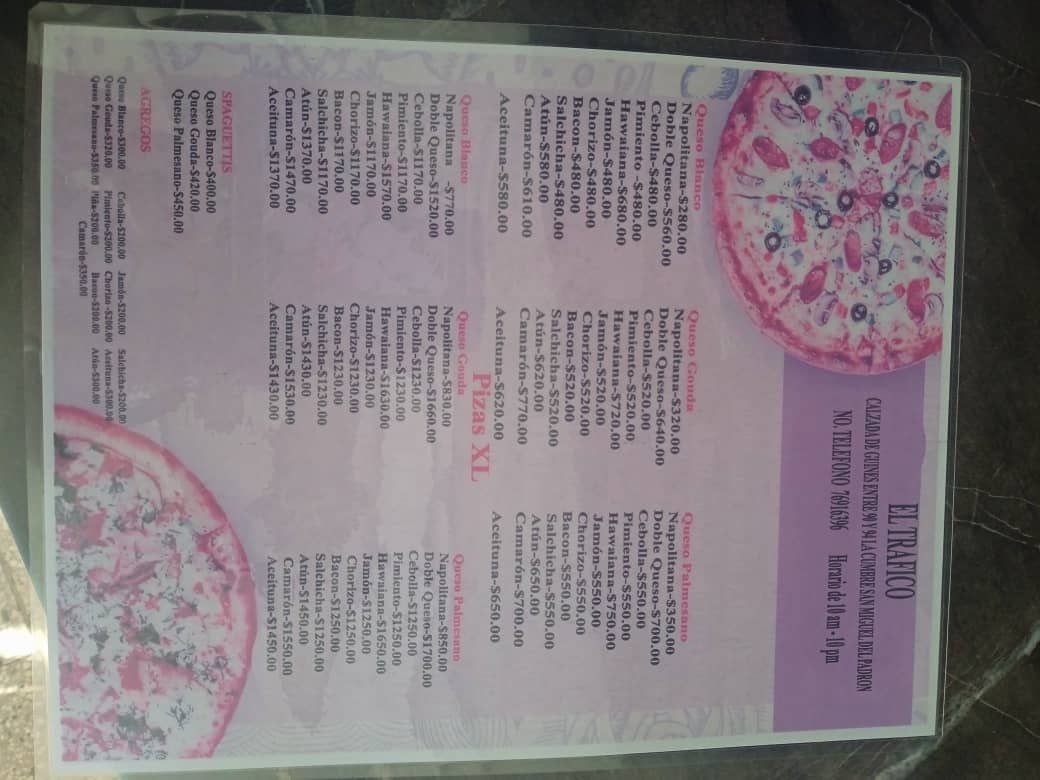 EL TRAFICO
CALZADA DE GUINES ENTRE 90 Y 94 LA CUMBRE SAN MIGUEL DEL PADRON
NO. TELEFONO 76916396 Horario de 10 am - 10 pm
Queso Blanco
Napolitana-$280.00
Doble Queso-$560.00
Cebolla-$480.00
Pimiento -$480.00
Hawaiana-$680.00
Jamón-$480.00
Chorizo-$480.00
Bacon-$480.00
Salchicha-$480.00
Atún-$580.00
Camarón-$610.00
Aceituna-$580.00
Queso Gouda
Napolitana-$320.00
Doble Queso-$640.00
Cebolla-$520.00
Pimiento-$520.00
Hawaiana-$720.00
Jamón-$520.00
Chorizo-$520.00
Bacon-$520.00
Salchicha-$520.00
Atún-$620.00
Camarón-$770.00
Aceituna-$620.00
Queso Palmesano
Napolitana-$350.00
Doble Queso-$700.00
Cebolla-$550.00
Pimiento-$550.00
Hawaiana-$750.00
Jamón-$550.00
Chorizo-$550.00
Bacon-$550.00
Salchicha-$550.00
Atún-$650.00
Camarón-$700.00
Aceituna-$650.00
Pizas XL
Queso Blanco
Napolitana -$770.00
Doble Queso-$1520.00
Cebolla-$1170.00
Pimiento-$1170.00
Hawaiana-$1570.00
Jamón-$1170.00
Chorizo-$1170.00
Bacon-$1170.00
Salchicha-$1170.00
Atún-$1370.00
Camarón-$1470.00
Aceituna-$1370.00
Queso Gouda
Napolitana-$830.00
Doble Queso-$1660.00
Cebolla-$1230.00
Pimiento-$1230.00
Hawaiana-$1630.00
Jamón-$1230.00
Chorizo-$1230.00
Bacon-$1230.00
Salchicha-$1230.00
Atún-$1430.00
Camarón-$1530.00
Aceituna-$1430.00
Queso Palmesano
Napolitana-$850.00
Doble Queso-$1700.00
Cebolla-$1250.00
Pimiento-$1250.00
Hawaiana-$1650.00
Jamón-$1250.00
Chorizo-$1250.00
Bacon-$1250.00
Salchicha-$1250.00
Atún-$1450.00
Camarón-$1550.00
Aceituna-$1450.00
SPAGUETTIS
Queso Blanco-$400.00
Queso Gouda-$420.00
Queso Palmeano-$450.00
AGREGOS
Queso Blanco-$300.00 Cebolla-$200.00 Jamón-$200.00 Salchicha-$200.00
Queso Gouda-$320.00 Pimiento-$200.00 Chorizo-$200.00 Aceituna-$300.00
Queso Palmesano-$350.00 Piña-$200.00 Bacon-$200.00 Atún-$300.00
Camarón-$350.00